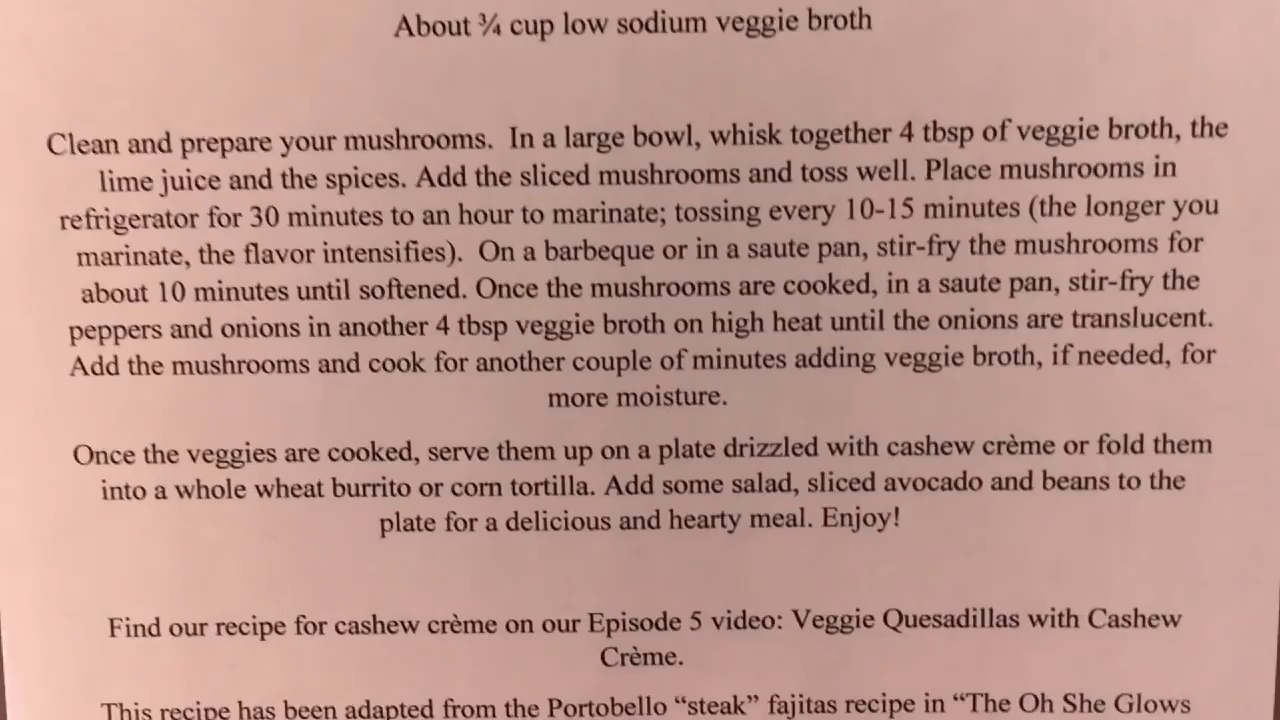 About ¾ cup low sodium veggie broth
Clean and prepare your mushrooms. In a large bowl, whisk together 4 tbsp of veggie broth, the
lime juice and the spices. Add the sliced mushrooms and toss well. Place mushrooms in
refrigerator for 30 minutes to an hour to marinate; tossing every 10-15 minutes (the longer you
marinate, the flavor intensifies). On a barbeque or in a saute pan, stir-fry the mushrooms for
about 10 minutes until softened. Once the mushrooms are cooked, in a saute pan, stir-fry the
peppers and onions in another 4 tbsp veggie broth on high heat until the onions are translucent.
Add the mushrooms and cook for another couple of minutes adding veggie broth, if needed, for
more moisture.
Once the veggies are cooked, serve them up on a plate drizzled with cashew crème or fold them
into a whole wheat burrito or corn tortilla. Add some salad, sliced avocado and beans to the
plate for a delicious and hearty meal. Enjoy!
Find our recipe for cashew crème on our Episode 5 video: Veggie Quesadillas with Cashew
Crème.
This recipe has been adapted from the Portobello “steak” fajitas recipe in “The Oh She Glows